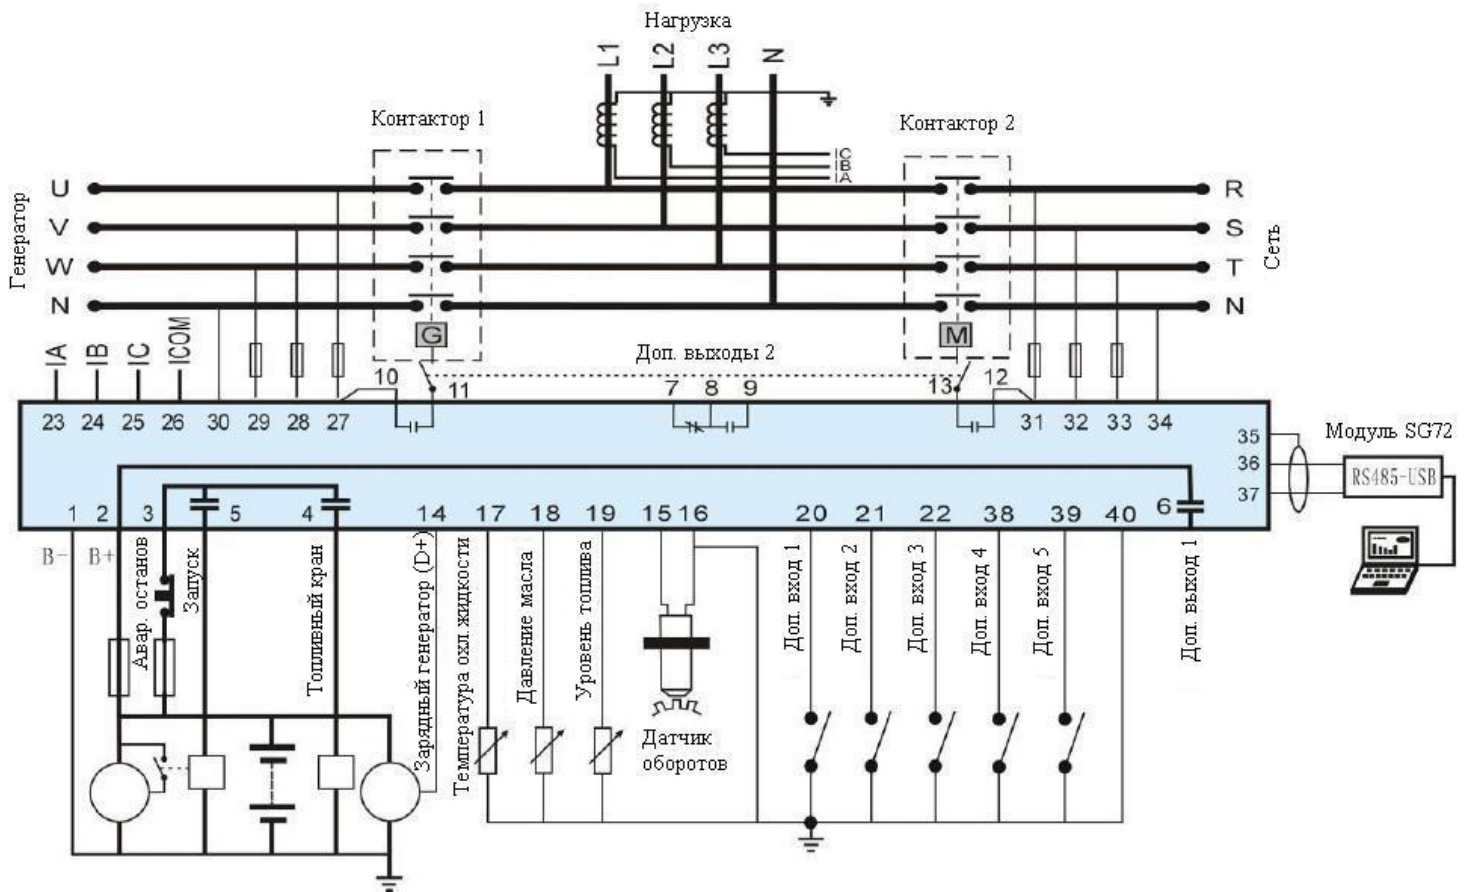 Нагрузка
L1
L2
L3
N
Контактор 1
Контактор 2
IC
IB
IA
Генератор
U
V
W
N
R
S
T
N
Сеть
G
M
IA
IB
IC
ICOM
Доп. выходы 2
10
11
7
8
9
13
12
23
24
25
26
30
29
28
27
31
32
33
34
35
36
37
Модуль SG72
RS485-USB
1
2
3
5
4
14
17
18
19
15
16
20
21
22
38
39
40
6
B-
B+
Авар. останов
Запуск
Топливный кран
Зарядный генератор (D+)
Температура охл. жидкости
Давление масла
Уровень топлива
Датчик
оборотов
Доп. вход 1
Доп. вход 2
Доп. вход 3
Доп. вход 4
Доп. вход 5
Доп. выход 1